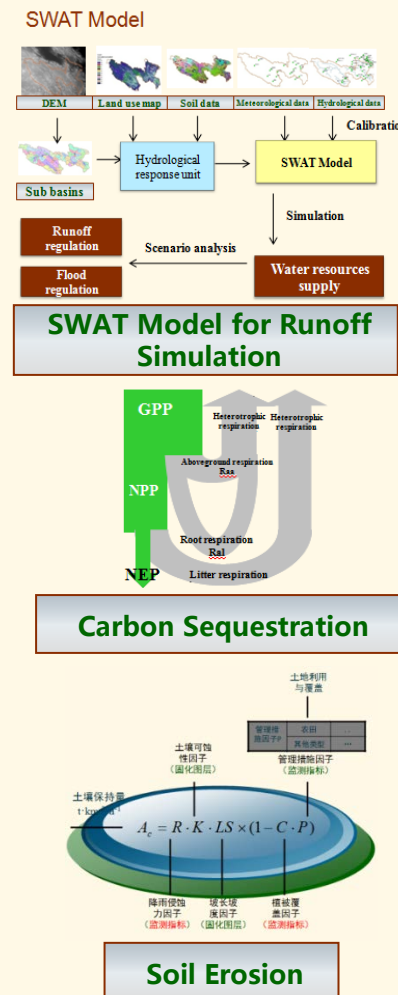 SWAT Model
DEM
Land use map
Soil data
Meteorological data
Hydrological data
Calibratio
Sub basins
Hydrological
response unit
SWAT Model
Simulation
Runoff
regulation
Scenario analysis
Flood
regulation
Water resources
supply
SWAT Model for Runoff
Simulation
GPP
Heterotrophic
respiration
Heterotrophic
respiration
Aboveground respiration
Raa
NPP
Root respiration
Ral
NEP
Litter respiration
Carbon Sequestration
土地利用
与覆盖
管理措
施因子P
农田
..
其他类型
...
土壤可蚀
性因子
(固化图层)
管理措施因子
(监测指标)
土壤保持量
A_c = R · K · LS × (1 − C · P)
降雨侵蚀
力因子
(监测指标)
坡长坡
度因子
(固化图层)
植被覆
盖因子
(监测指标)
Soil Erosion